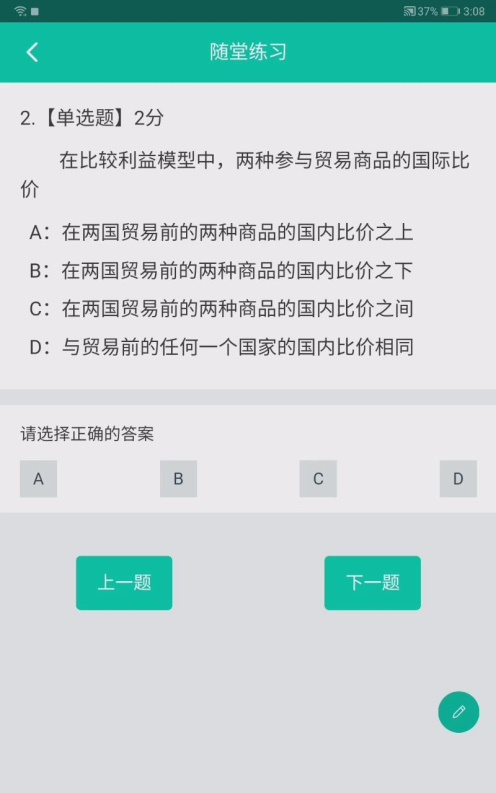 37% 3:08
随堂练习
2.【单选题】2分
在比较利益模型中，两种参与贸易商品的国际比
价
A：在两国贸易前的两种商品的国内比价之上
B：在两国贸易前的两种商品的国内比价之下
C：在两国贸易前的两种商品的国内比价之间
D：与贸易前的任何一个国家的国内比价相同
请选择正确的答案
A B C D
上一题 下一题